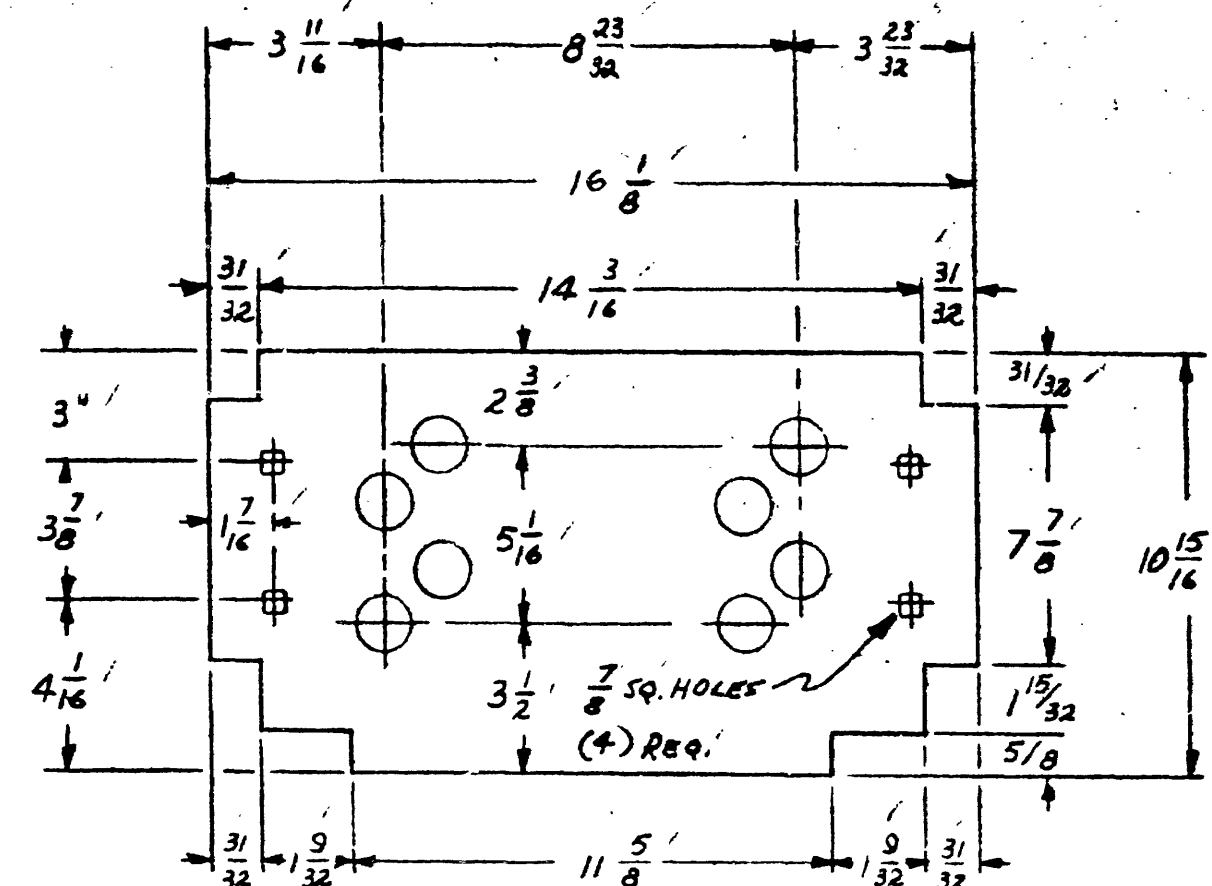 3 11/16 8 23/32 3 23/32
16 1/8
31/32 14 3/16 31/32
2 3/8 31/32
3"
3 7/8 1 7/16 5 1/16 7 7/8 10 15/16
4 1/16 3 1/2 7/8 SQ. HOLES 1 15/32
(4) REQ. 5/8
31/32 1 9/32 11 5/8 1 9/32 31/32